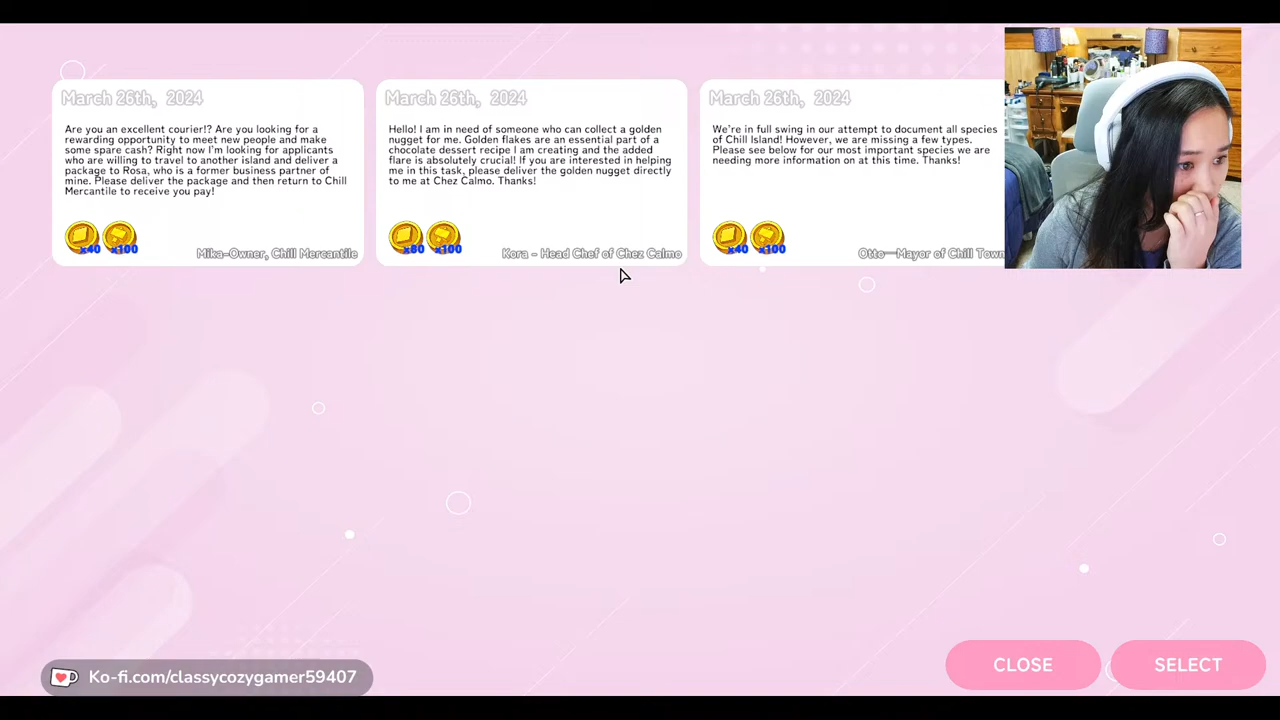 March 26th, 2024
Are you an excellent courier!? Are you looking for a
rewarding opportunity to meet new people and make
some spare cash? Right now I'm looking for applicants
who are willing to travel to another island and deliver a
package to Rosa, who is a former business partner of
mine. Please deliver the package and then return to Chill
Mercantile to receive you pay!
x40 x100
Mika-Owner, Chill Mercantile
March 26th, 2024
Hello! I am in need of someone who can collect a golden
nugget for me. Golden flakes are an essential part of a
chocolate dessert recipe I am creating and the added
flare is absolutely crucial! If you are interested in helping
me in this task, please deliver the golden nugget directly
to me at Chez Calmo. Thanks!
x80 x100
Kora - Head Chef of Chez Calmo
March 26th, 2024
We're in full swing in our attempt to document all species
of Chill Island! However, we are missing a few types.
Please see below for our most important species we are
needing more information on at this time. Thanks!
x40 x100
Otto—Mayor of Chill Town
Ko-fi.com/classycozygamer59407
CLOSE
SELECT